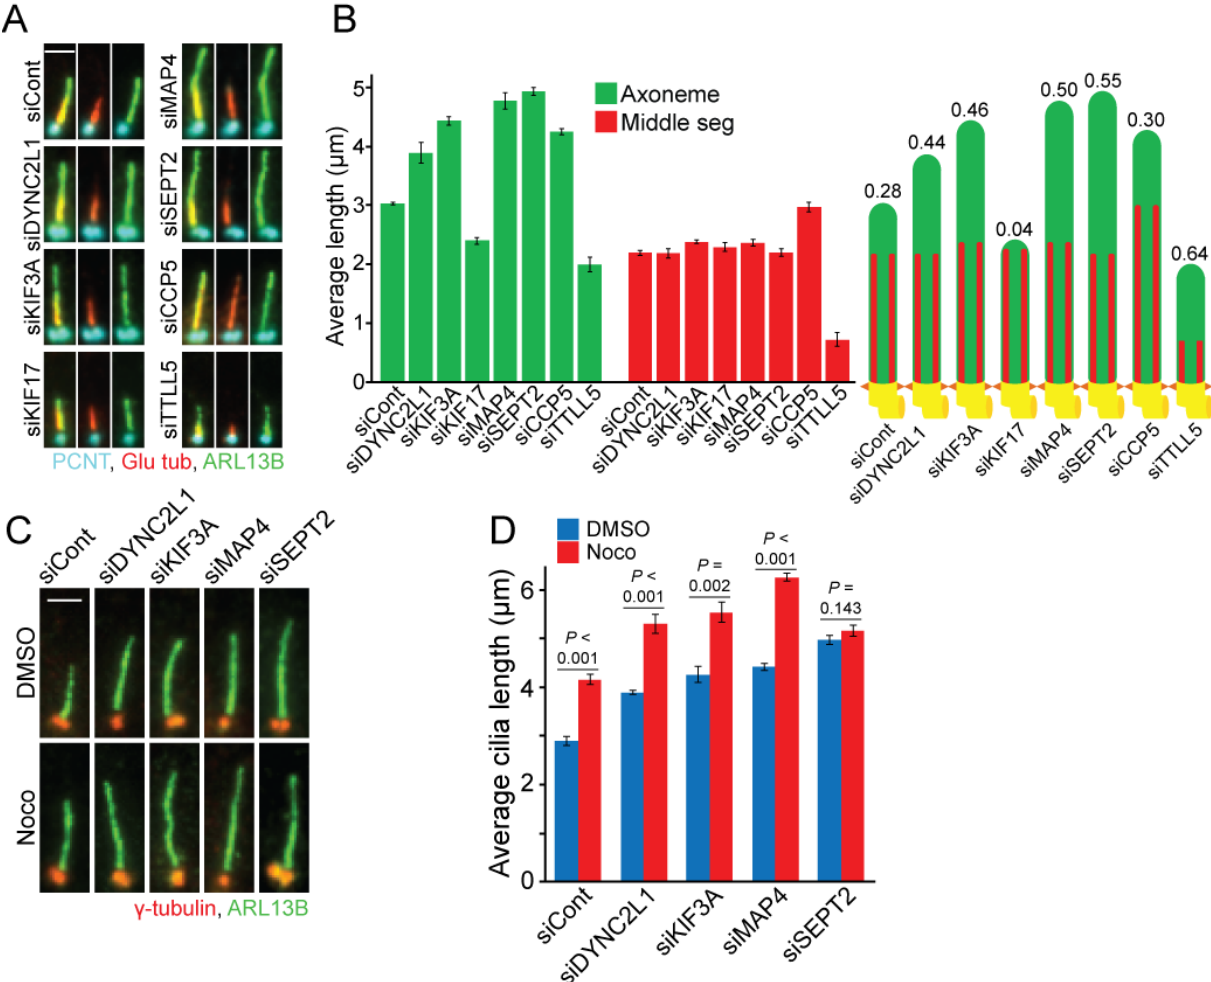 A
siCont
siDYNC2L1
siKIF3A
siKIF17
siMAP4
siSEPT2
siCCP5
siTTLL5
PCNT, Glu tub, ARL13B
B
Average length (µm)
5
4
3
2
1
0
Axoneme
Middle seg
siCont
siDYNC2L1
siKIF3A
siKIF17
siMAP4
siSEPT2
siCCP5
siTTLL5
siCont
siDYNC2L1
siKIF3A
siKIF17
siMAP4
siSEPT2
siCCP5
siTTLL5
0.28
0.44
0.46
0.04
0.50
0.55
0.30
0.64
siCont
siDYNC2L1
siKIF3A
siKIF17
siMAP4
siSEPT2
siCCP5
siTTLL5
C
siCont
siDYNC2L1
siKIF3A
siMAP4
siSEPT2
DMSO
Noco
γ-tubulin, ARL13B
D
DMSO
Noco
Average cilia length (µm)
6
4
2
0
P <
0.001
P <
0.001
P =
0.002
P <
0.001
P =
0.143
siCont
siDYNC2L1
siKIF3A
siMAP4
siSEPT2